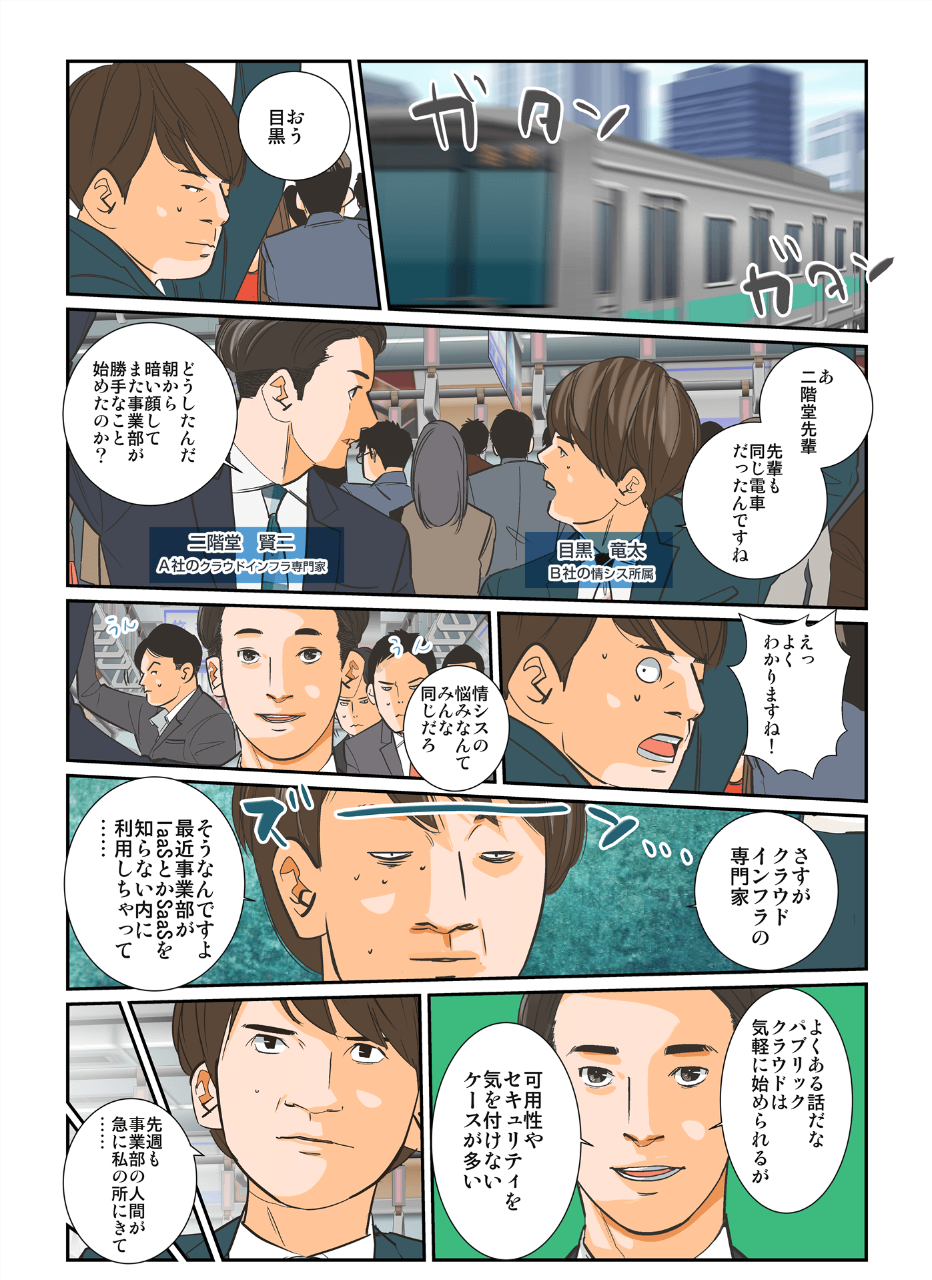 ガタン
ガタン
おう
目黒
あ
二階堂先輩
先輩も
同じ電車
だったんですね
どうしたんだ
朝から
暗い顔して
また事業部が
勝手なこと
始めたのか？
目黒　竜太
B社の情シス所属
二階堂　賢二
A社のクラウドインフラ専門家
えっ
よく
わかりますね！
情シスの
悩みなんて
みんな
同じだろ
うん
うん
さすが
クラウド
インフラの
専門家
ズーン…
そうなんですよ
最近事業部が
IaaSとかSaaSを
知らない内に
利用しちゃって
……
よくある話だな
パブリック
クラウドは
気軽に始められるが
可用性や
セキュリティを
気を付けない
ケースが多い
先週も
事業部の人間が
急に私の所にきて
……